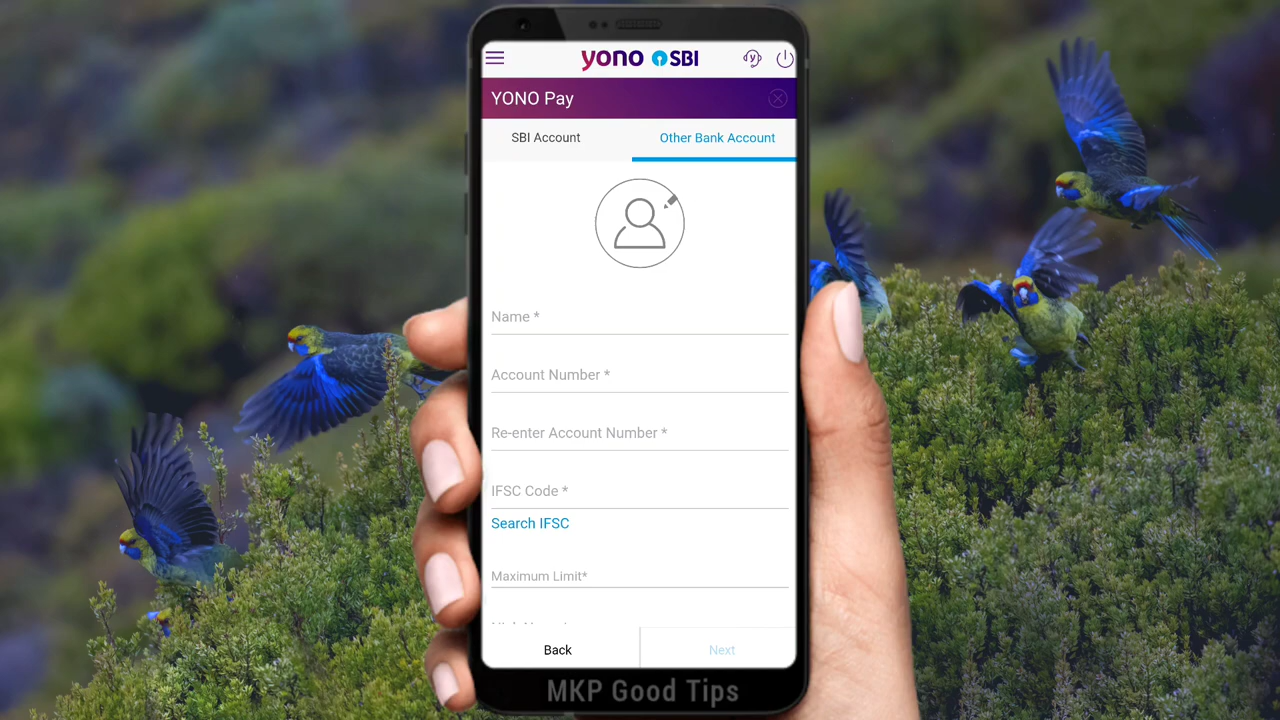 yono SBI
YONO Pay
SBI Account
Other Bank Account
Name *
Account Number *
Re-enter Account Number *
IFSC Code *
Search IFSC
Maximum Limit*
Back
Next
MKP Good Tips